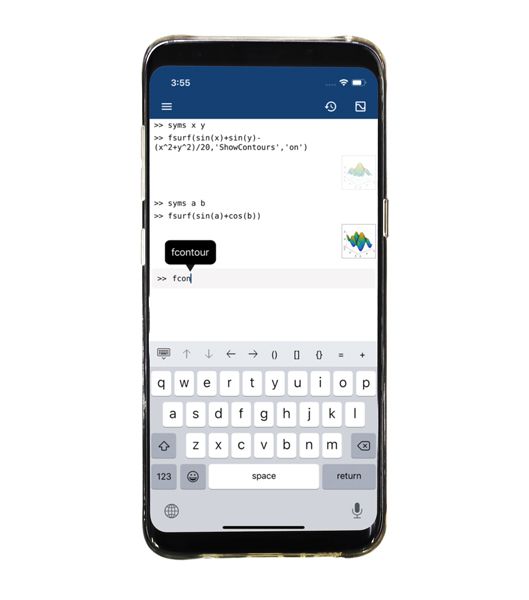 3:55
>> syms x y
>> fsurf(sin(x)+sin(y)-
(x^2+y^2)/20,'ShowContours','on')
>> syms a b
>> fsurf(sin(a)+cos(b))
fcontour
>> fcon
() [] {} = +
q w e r t y u i o p
a s d f g h j k l
z x c v b n m
123 space return